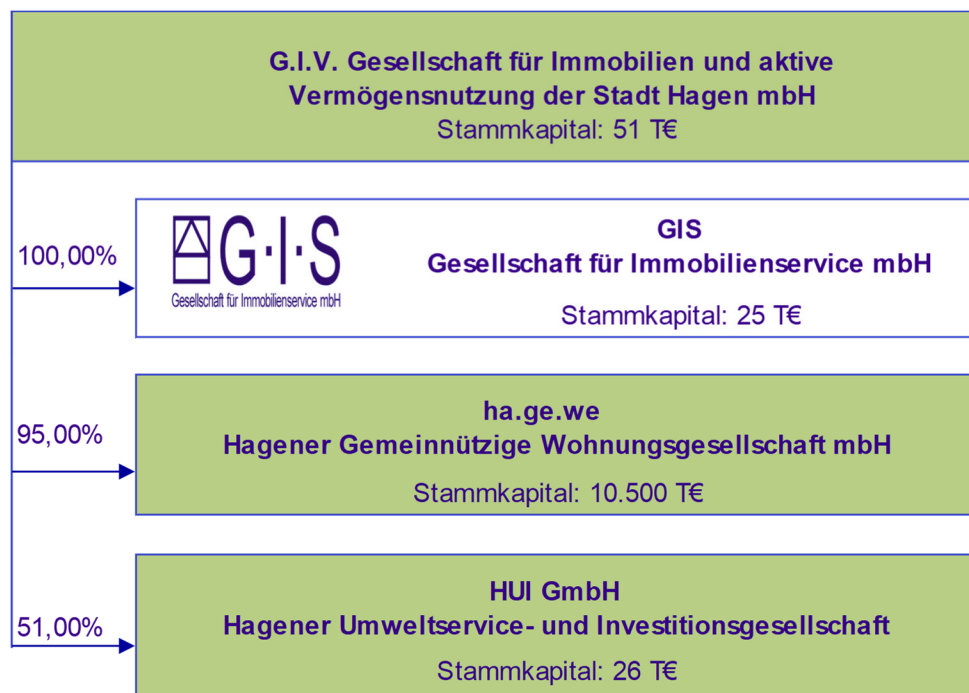 G.I.V. Gesellschaft für Immobilien und aktive
Vermögensnutzung der Stadt Hagen mbH
Stammkapital: 51 T€
100,00%
G·I·S
Gesellschaft für Immobilienservice mbH
GIS
Gesellschaft für Immobilienservice mbH
Stammkapital: 25 T€
95,00%
ha.ge.we
Hagener Gemeinnützige Wohnungsgesellschaft mbH
Stammkapital: 10.500 T€
51,00%
HUI GmbH
Hagener Umweltservice- und Investitionsgesellschaft
Stammkapital: 26 T€